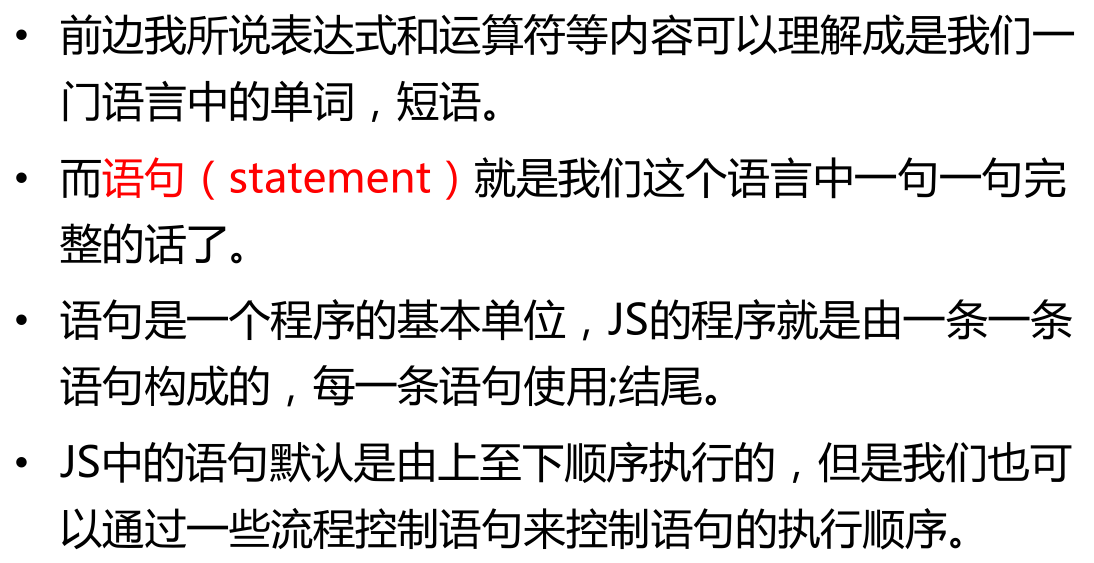 • 前边我所说表达式和运算符等内容可以理解成是我们一
门语言中的单词，短语。
• 而语句（statement）就是我们这个语言中一句一句完
整的话了。
• 语句是一个程序的基本单位，JS的程序就是由一条一条
语句构成的，每一条语句使用;结尾。
• JS中的语句默认是由上至下顺序执行的，但是我们也可
以通过一些流程控制语句来控制语句的执行顺序。